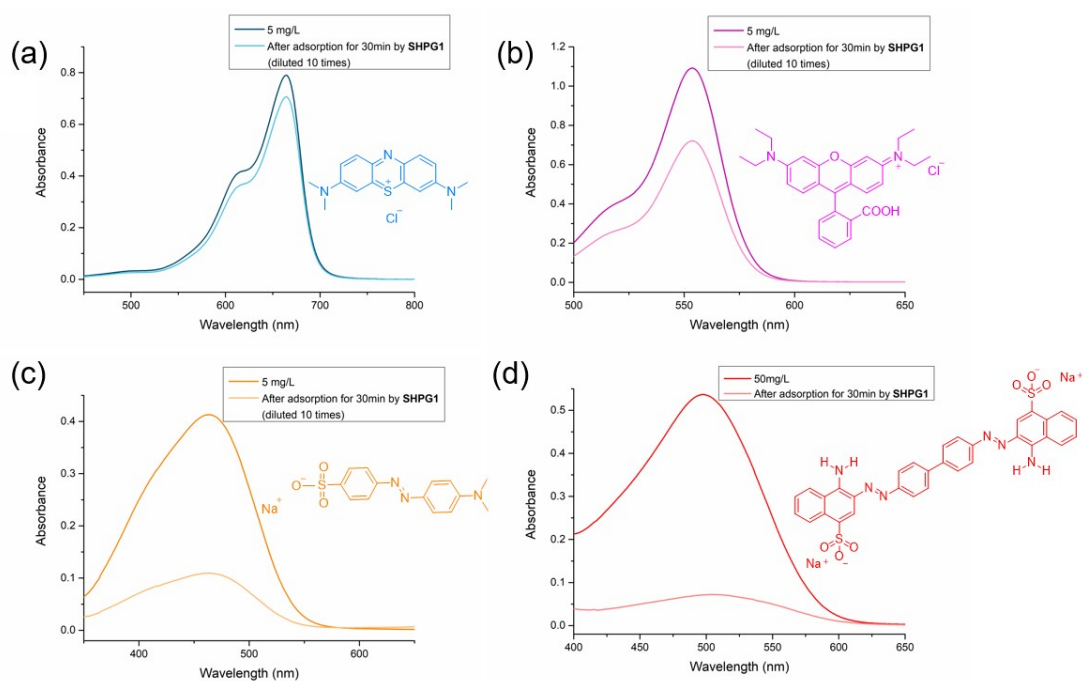 (a)
5 mg/L
After adsorption for 30min by SHPG1
(diluted 10 times)
0.8
0.6
0.4
0.2
0.0
Absorbance
500
600
700
800
Wavelength (nm)
N
N
S
+
N
Cl⁻
(b)
5 mg/L
After adsorption for 30min by SHPG1
(diluted 10 times)
1.2
1.0
0.8
0.6
0.4
0.2
0.0
Absorbance
500
550
600
650
Wavelength (nm)
N
O
N
+
Cl⁻
COOH
(c)
5 mg/L
After adsorption for 30min by SHPG1
(diluted 10 times)
0.4
0.3
0.2
0.1
0.0
Absorbance
400
500
600
Wavelength (nm)
O
⁻O
S
O
Na⁺
N
N
N
(d)
50mg/L
After adsorption for 30min by SHPG1
0.5
0.4
0.3
0.2
0.1
0.0
Absorbance
400
450
500
550
600
650
Wavelength (nm)
O⁻
Na⁺
O
S
O
N
N
N
H
H
H
H
N
N
N
S
O
O
O⁻
Na⁺